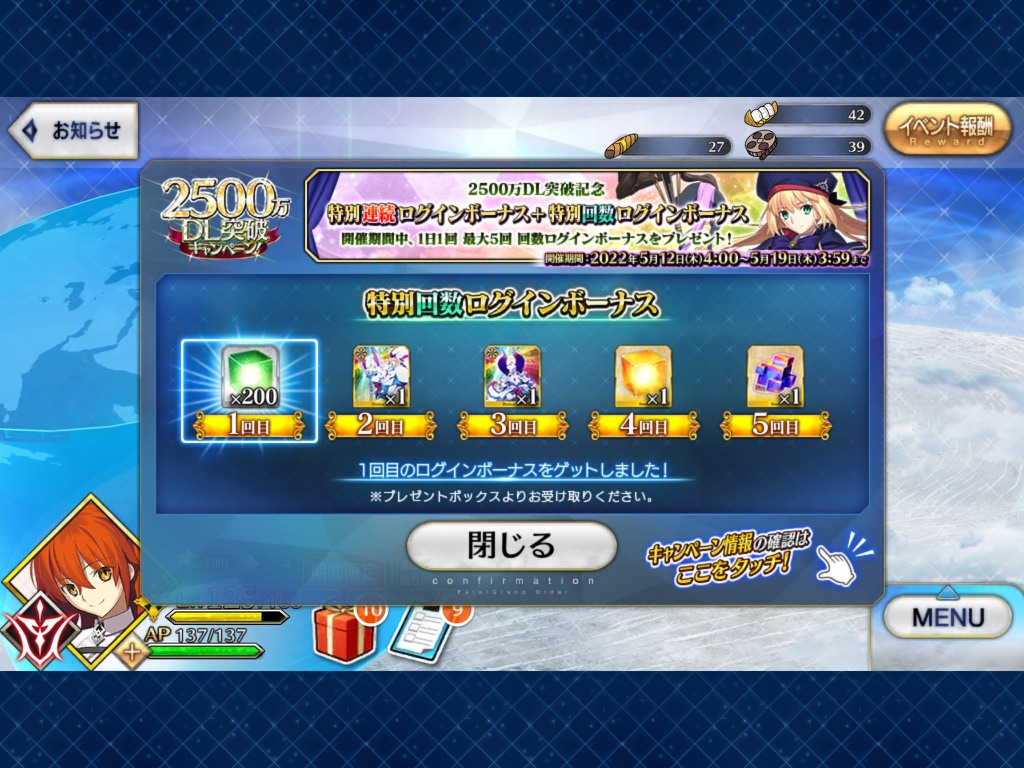 お知らせ
42
27
39
イベント報酬
Reward
2500万
DL突破
キャンペーン!
2500万DL突破記念
特別連続ログインボーナス+特別回数ログインボーナス
開催期間中、1日1回 最大5回 回数ログインボーナスをプレゼント!
開催期間:2022年5月12日(木)4:00~5月19日(木)3:59まで
特別回数ログインボーナス
×200
×1
×1
×1
×1
1回目
2回目
3回目
4回目
5回目
1回目のログインボーナスをゲットしました!
※プレゼントボックスよりお受け取りください。
閉じる
confirmation
Fate/Grand Order
キャンペーン情報の確認は
ここをタッチ!
AP 137/137
10
9
MENU